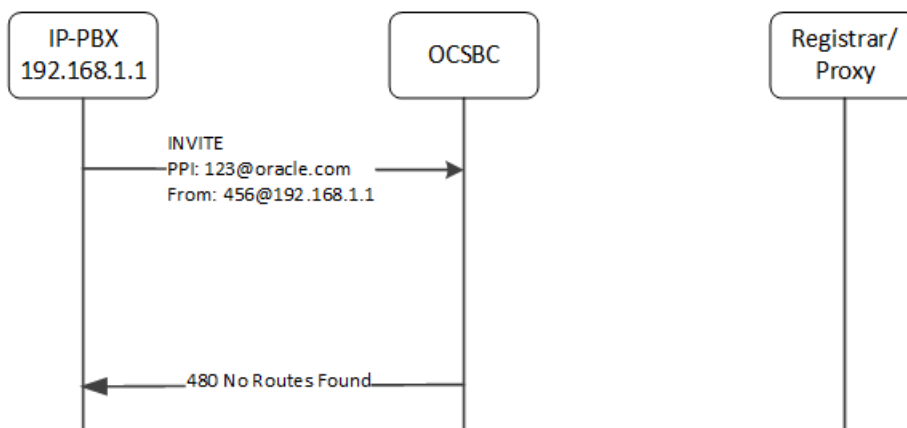 IP-PBX
192.168.1.1
OCSBC
Registrar/
Proxy
INVITE
PPI: 123@oracle.com
From: 456@192.168.1.1
480 No Routes Found